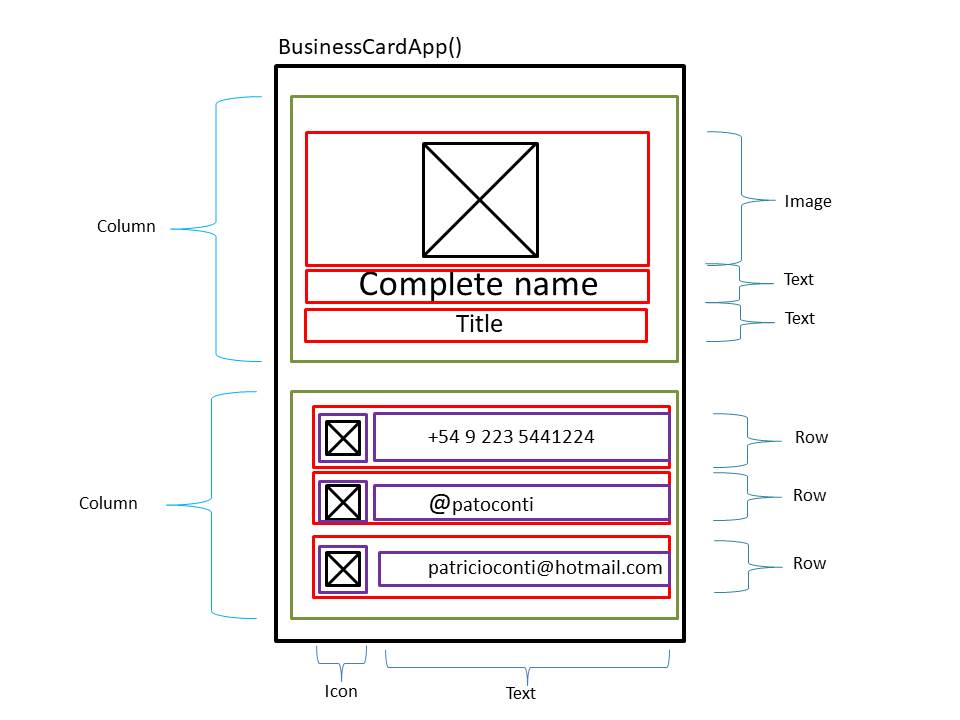 BusinessCardApp()
Column
Image
Complete name
Text
Title
Text
+54 9 223 5441224
Row
Column
@patoconti
Row
patricioconti@hotmail.com
Row
Icon
Text